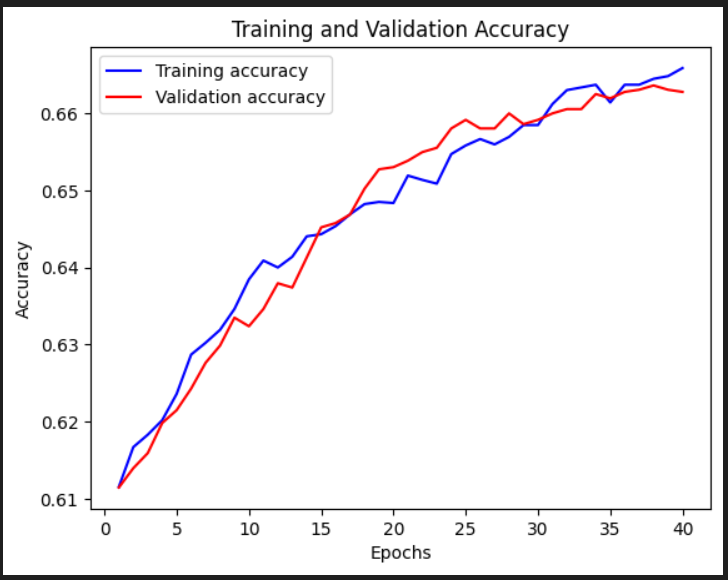 Training and Validation Accuracy
Training accuracy
Validation accuracy
0.66
0.65
0.64
0.63
0.62
0.61
Accuracy
0 5 10 15 20 25 30 35 40
Epochs